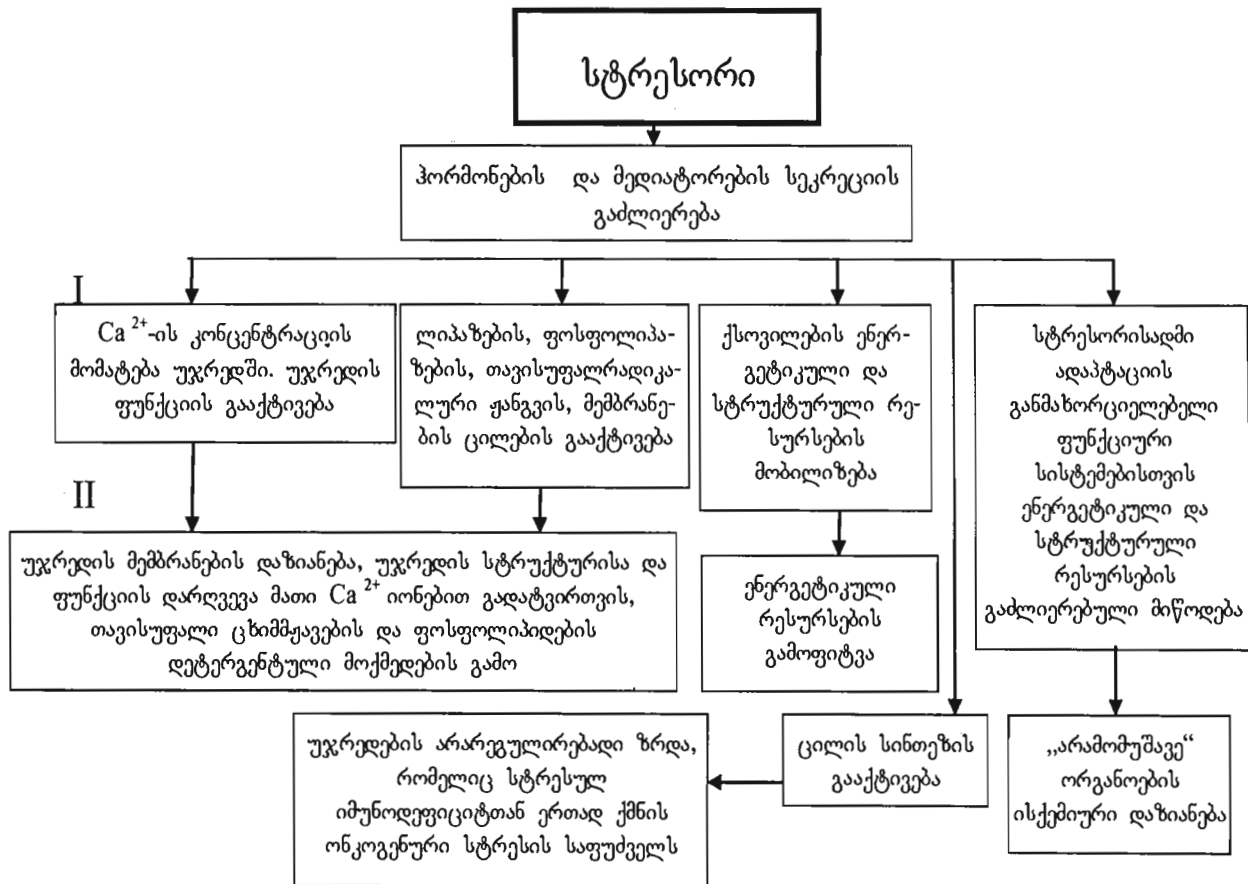 სტრესორი
ჰორმონების და მედიატორების სეკრეციის
გაძლიერება
I
Ca 2+-ის კონცენტრაციის
მომატება უჯრედში. უჯრედის
ფუნქციის გააქტივება
ლიპაზების, ფოსფოლიპა-
ზების, თავისუფალრადიკა-
ლური ჟანგვის, მემბრანე-
ბის ცილების გააქტივება
ქსოვილების ენერ-
გეტიკული და
სტრუქტურული რე-
სურსების
მობილიზება
სტრესორისადმი
ადაპტაციის
განმახორციელებელი
ფუნქციური
სისტემებისთვის
ენერგეტიკული და
სტრუქტურული
რესურსების
გაძლიერებული მიწოდება
II
უჯრედის მემბრანების დაზიანება, უჯრედის სტრუქტურისა და
ფუნქციის დარღვევა მათი Ca 2+ იონებით გადატვირთვის,
თავისუფალი ცხიმმჟავების და ფოსფოლიპიდების
დეტერგენტული მოქმედების გამო
ენერგეტიკული
რესურსების
გამოფიტვა
უჯრედების არარეგულირებადი ზრდა,
რომელიც სტრესულ
იმუნოდეფიციტთან ერთად ქმნის
ონკოგენური სტრესის საფუძველს
ცილის სინთეზის
გააქტივება
„არამომუშავე“
ორგანოების
ისქემიური დაზიანება